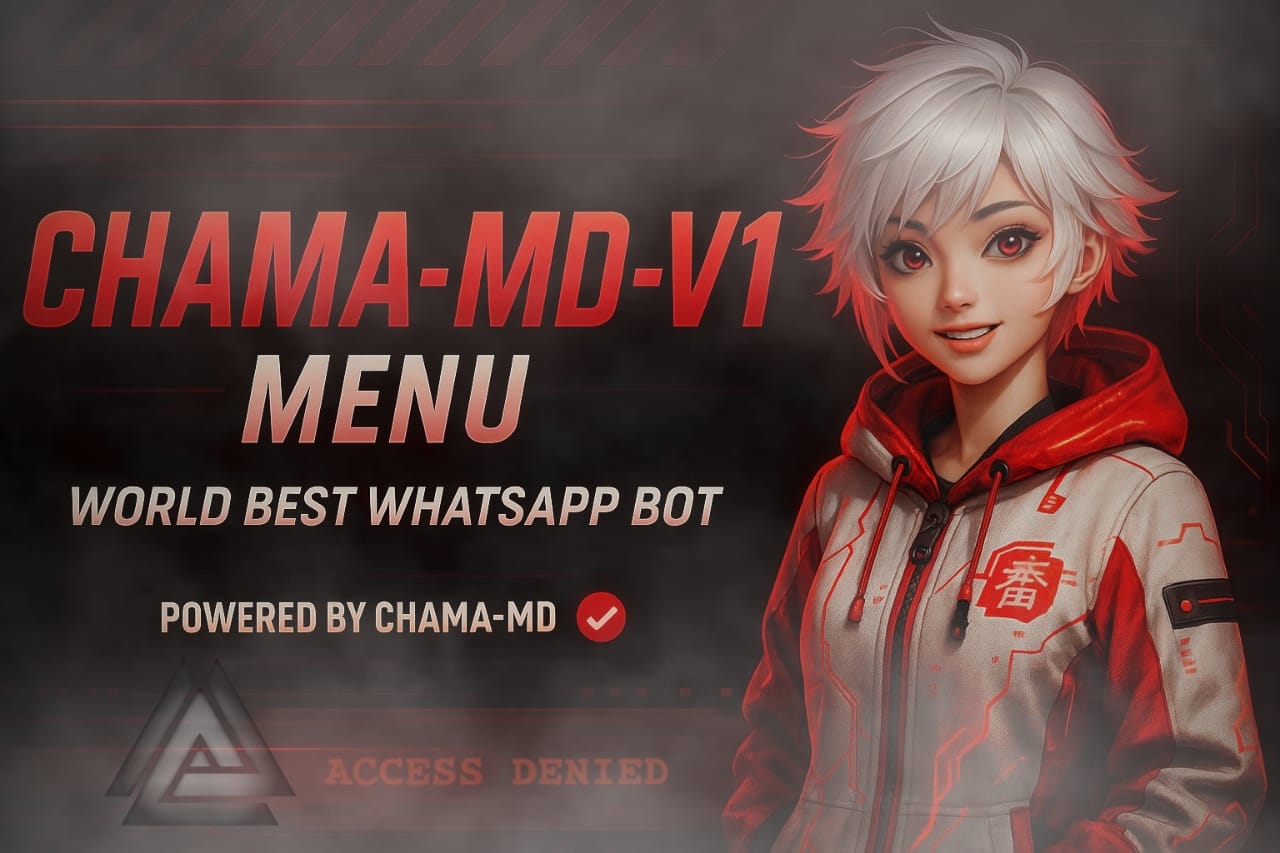 CHAMA-MD-V1
MENU
WORLD BEST WHATSAPP BOT
POWERED BY CHAMA-MD
ACCESS DENIED